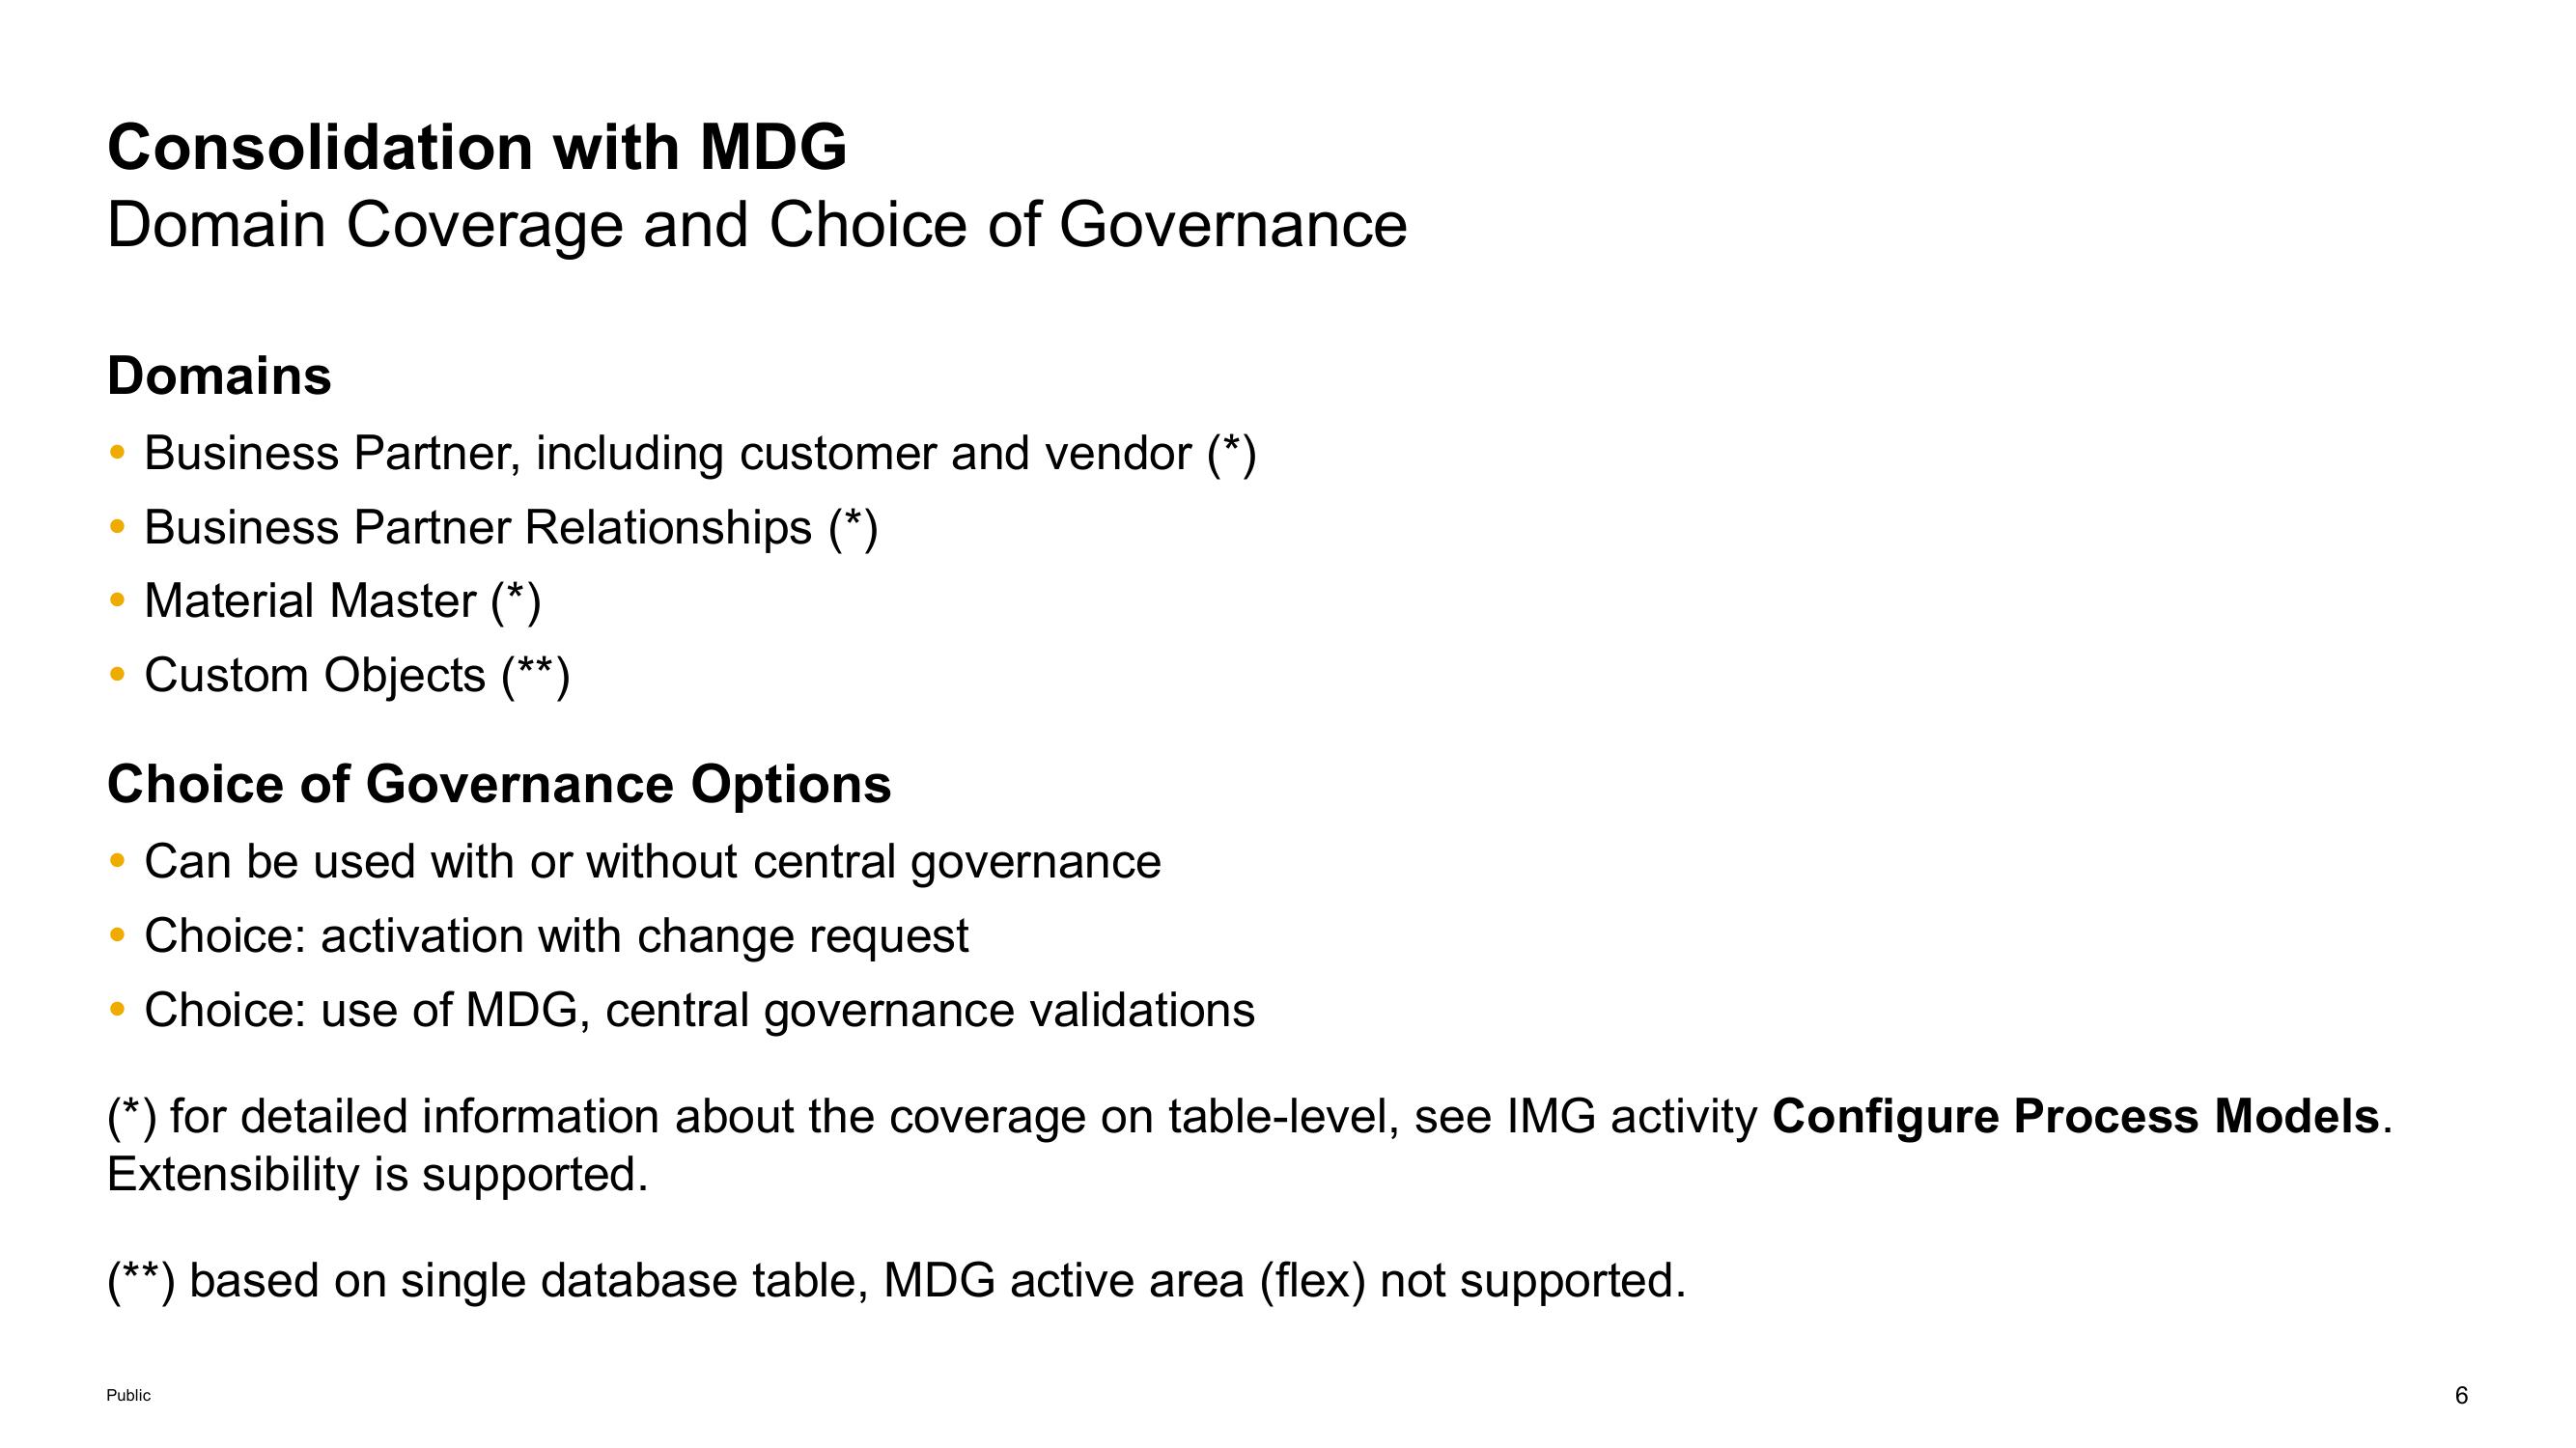 Consolidation with MDG
Domain Coverage and Choice of Governance
Domains
• Business Partner, including customer and vendor (*)
• Business Partner Relationships (*)
• Material Master (*)
• Custom Objects (**)
Choice of Governance Options
• Can be used with or without central governance
• Choice: activation with change request
• Choice: use of MDG, central governance validations
(*) for detailed information about the coverage on table-level, see IMG activity Configure Process Models.
Extensibility is supported.
(**) based on single database table, MDG active area (flex) not supported.
Public
6